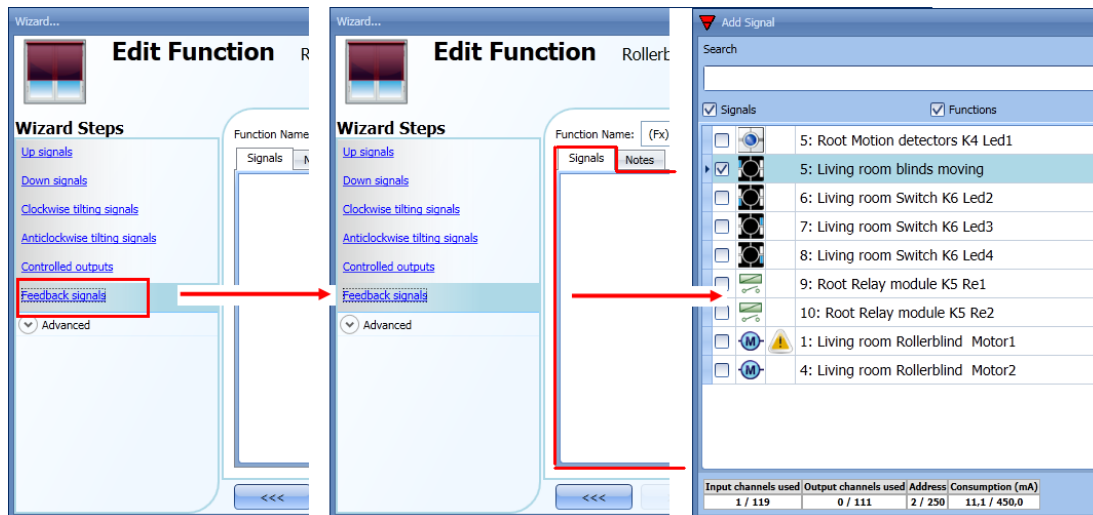 Wizard...
Edit Function R
Wizard Steps
Up signals
Down signals
Clockwise tilting signals
Anticlockwise tilting signals
Controlled outputs
Feedback signals
Advanced
Function Name
Signals N
<<<
Wizard...
Edit Function Rollerb
Wizard Steps
Up signals
Down signals
Clockwise tilting signals
Anticlockwise tilting signals
Controlled outputs
Feedback signals
Advanced
Function Name: (Fx)
Signals Notes
<<<
Add Signal
Search
Signals Functions
5: Root Motion detectors K4 Led1
5: Living room blinds moving
6: Living room Switch K6 Led2
7: Living room Switch K6 Led3
8: Living room Switch K6 Led4
9: Root Relay module K5 Re1
10: Root Relay module K5 Re2
M 1: Living room Rollerblind Motor1
M 4: Living room Rollerblind Motor2
Input channels used Output channels used Address Consumption (mA)
1 / 119 0 / 111 2 / 250 11,1 / 450,0